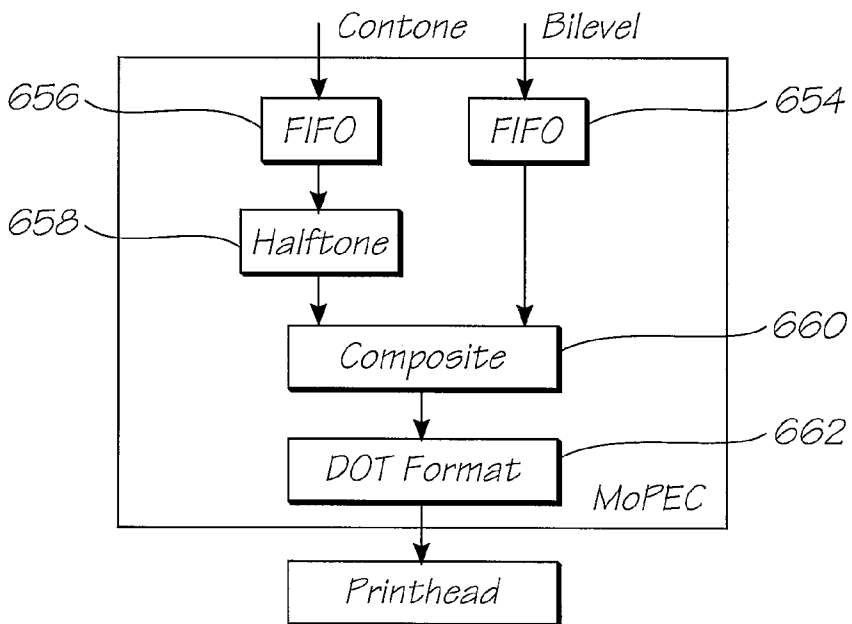 Contone Bilevel
656 FIFO FIFO 654
658 Halftone
Composite 660
DOT Format 662
MoPEC
Printhead